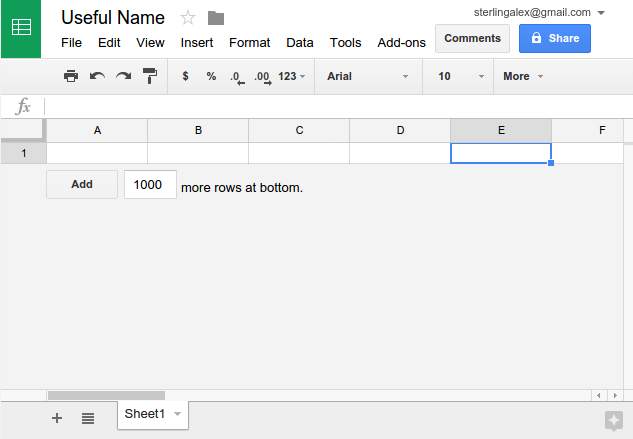 Useful Name
sterlingalex@gmail.com
File Edit View Insert Format Data Tools Add-ons
Comments
Share
$ % .0 .00 123 Arial 10 More
fx
A B C D E F
1
Add 1000 more rows at bottom.
Sheet1